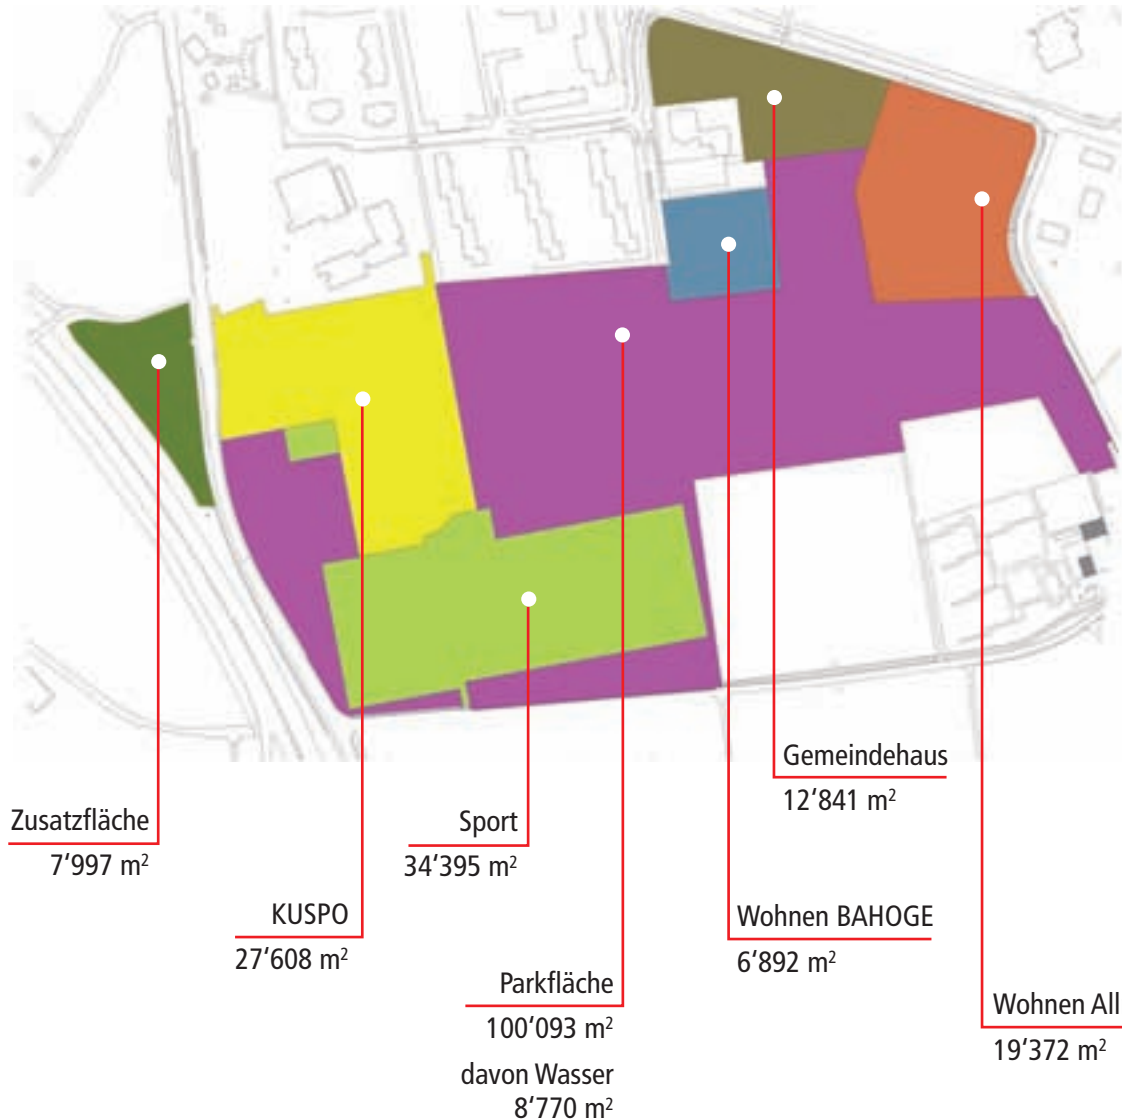 Gemeindehaus
12‘841 m²
Zusatzfläche
7‘997 m²
Sport
34‘395 m²
KUSPO
27‘608 m²
Wohnen BAHOGE
6‘892 m²
Parkfläche
100‘093 m²
davon Wasser
8‘770 m²
Wohnen All
19‘372 m²